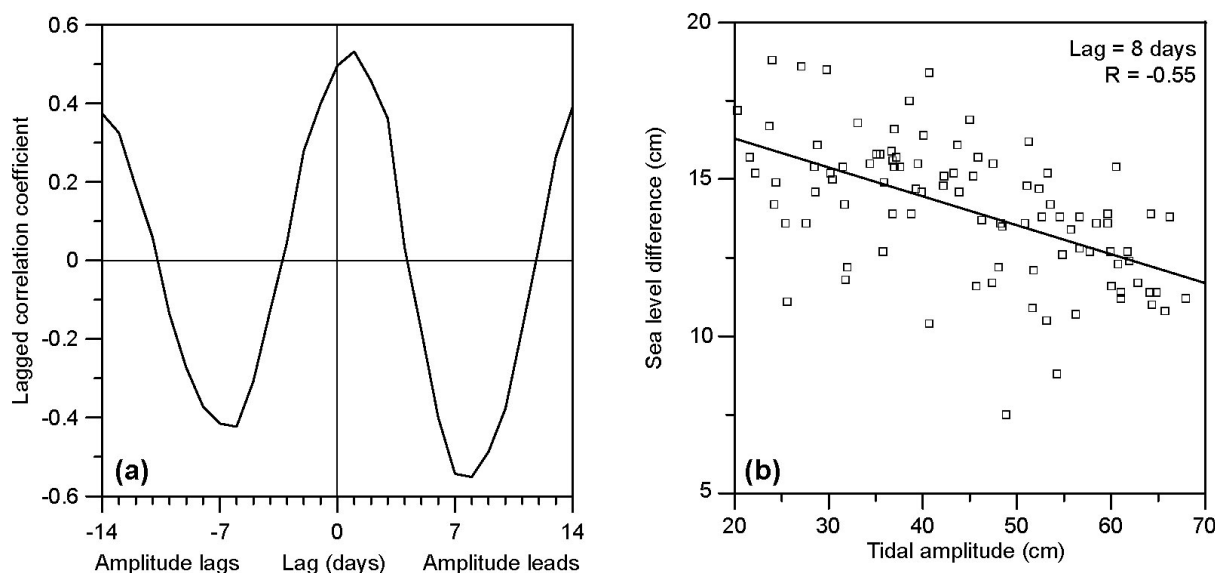 0.6
0.4
0.2
0
-0.2
-0.4
-0.6
Lagged correlation coefficient
(a)
-14 -7 0 7 14
Amplitude lags Lag (days) Amplitude leads
20
15
10
5
Sea level difference (cm)
Lag = 8 days
R = -0.55
(b)
20 30 40 50 60 70
Tidal amplitude (cm)